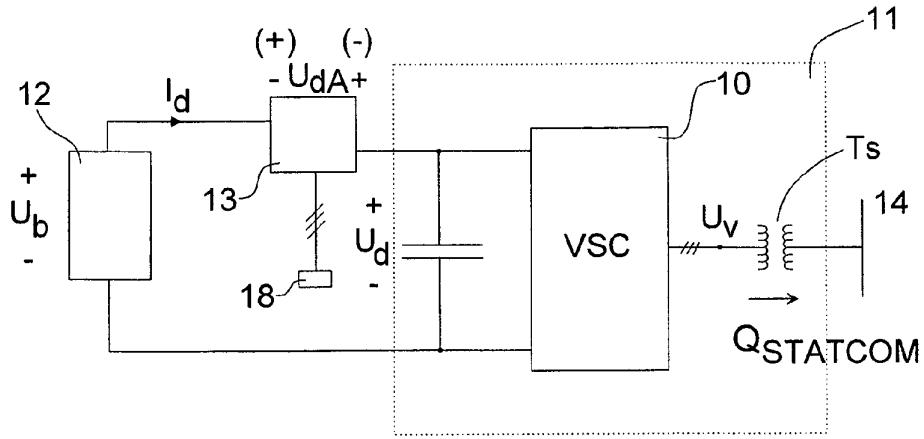 (+) (-)
- UdA +
11
12
Id
10
13
Ts
14
+
Ub
-
+
Ud
-
VSC
Uv
18
QSTATCOM